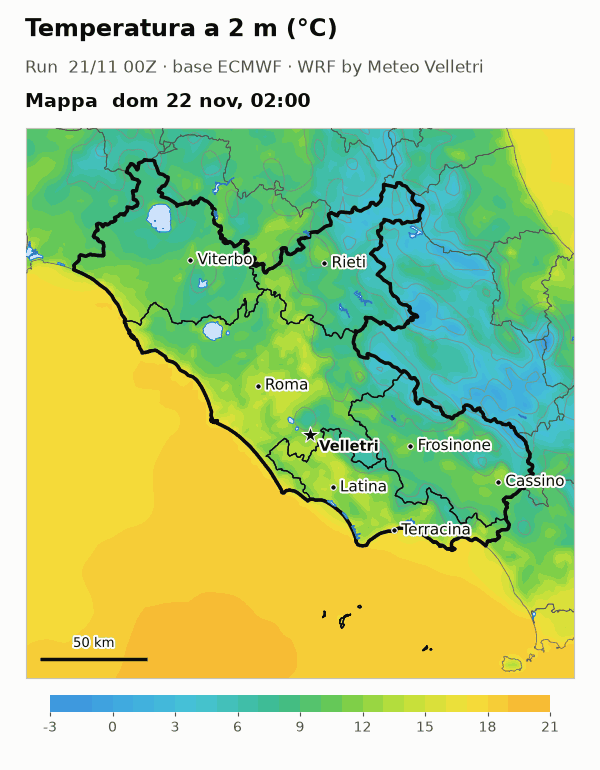 Temperatura a 2 m (°C)
Run 21/11 00Z · base ECMWF · WRF by Meteo Velletri
Mappa dom 22 nov, 02:00
Viterbo
Rieti
Roma
Velletri
Frosinone
Latina
Cassino
Terracina
50 km
-3 0 3 6 9 12 15 18 21